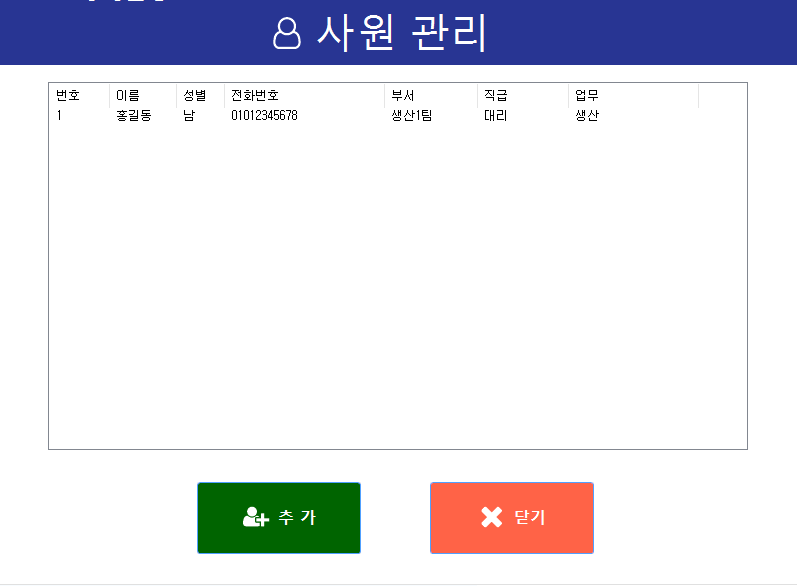 사원 관리
번호 이름 성별 전화번호 부서 직급 업무
1 홍길동 남 01012345678 생산1팀 대리 생산
추 가
닫기